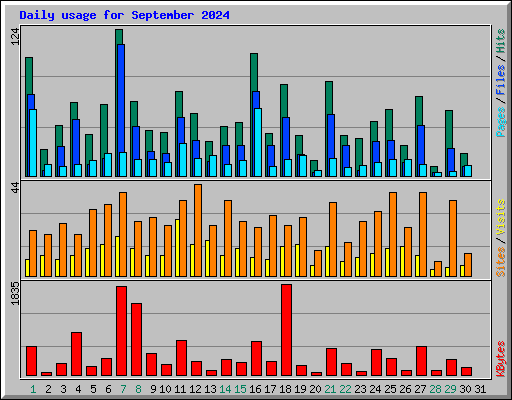 Daily usage for September 2024
124
44
1835
Pages / Files / Hits
Sites / Visits
KBytes
1 2 3 4 5 6 7 8 9 10 11 12 13 14 15 16 17 18 19 20 21 22 23 24 25 26 27 28 29 30 31